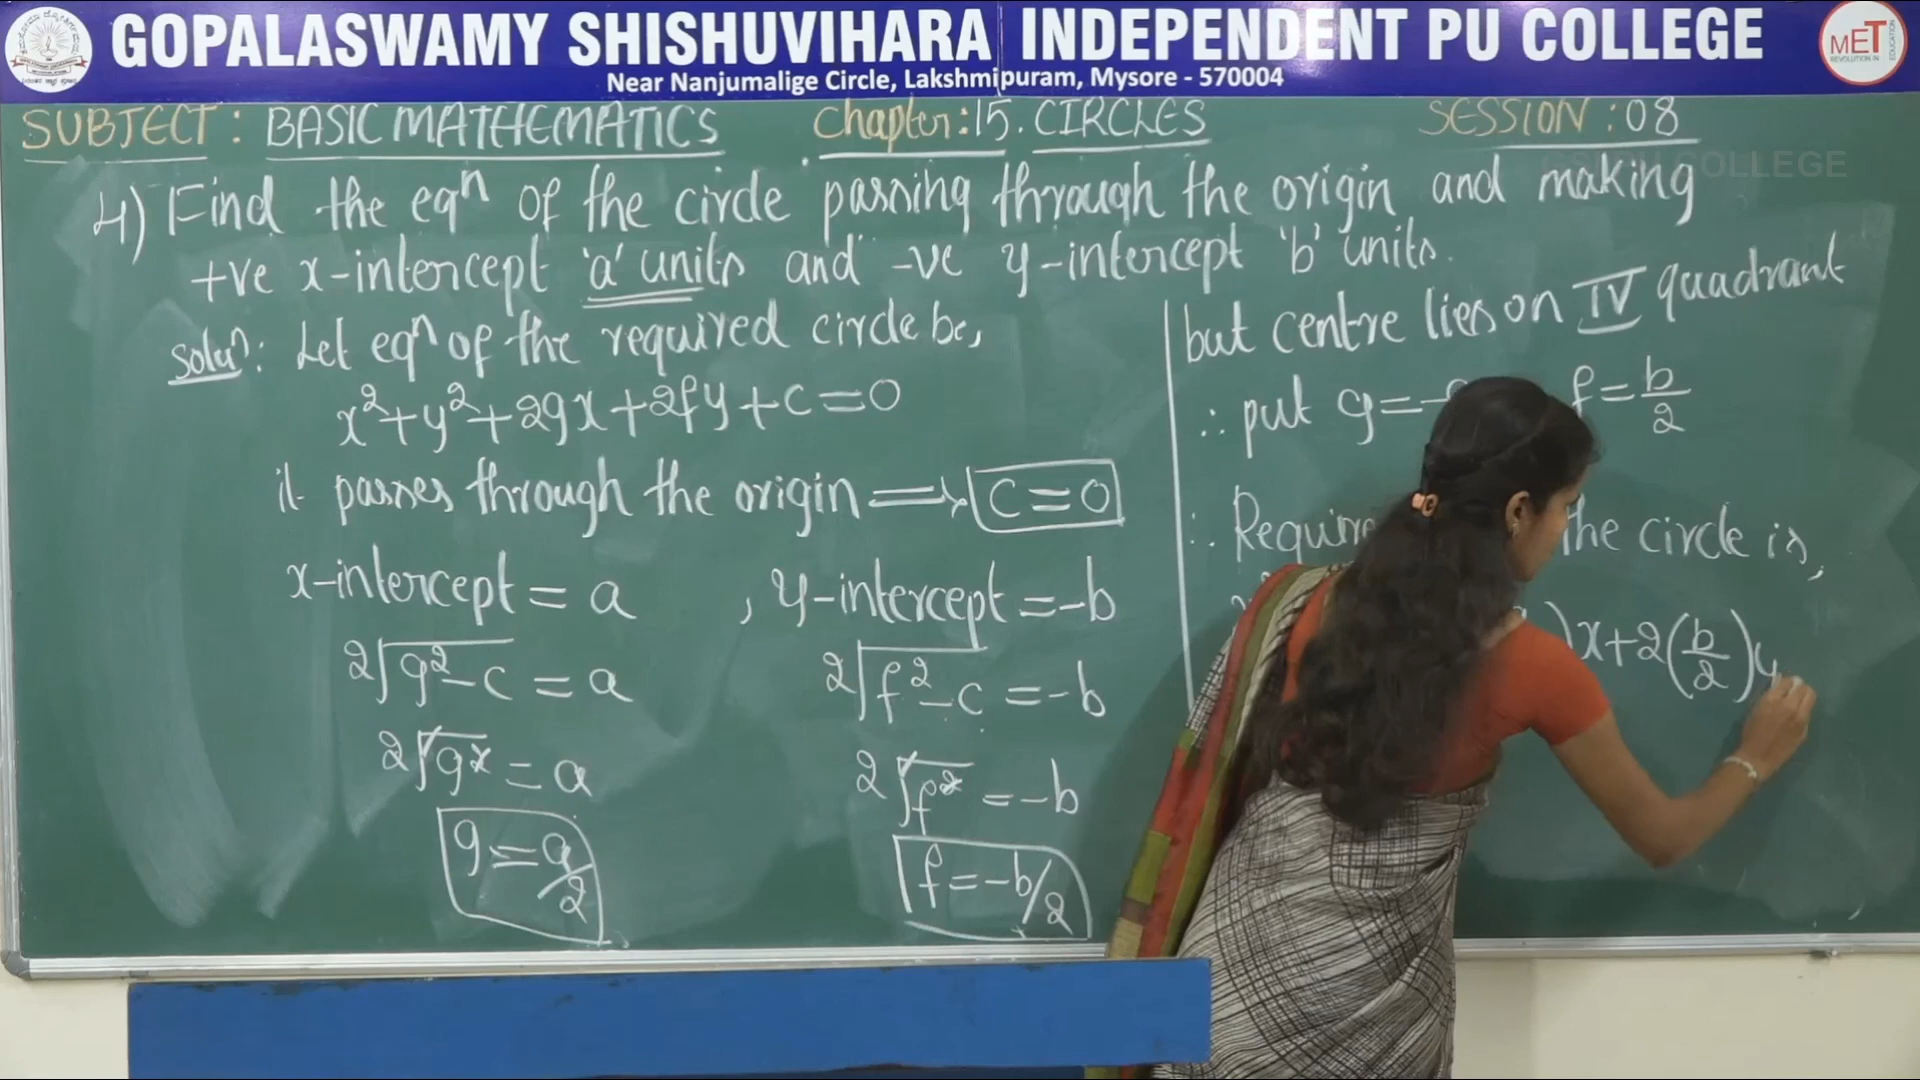 GOPALASWAMY SHISHUVIHARA INDEPENDENT PU COLLEGE
Near Nanjumalige Circle, Lakshmipuram, Mysore - 570004
MET
SUBJECT : BASIC MATHEMATICS Chapter:15. CIRCLES SESSION : 08
COLLEGE
4) Find the eqⁿ of the circle passing through the origin and making
+ve x-intercept 'a' units and -ve y-intercept 'b' units.
Soluⁿ: Let eqⁿ of the required circle be,
x²+y²+2gx+2fy+c=0
it passes through the origin ⟹ c=0
x-intercept = a , y-intercept = -b
2√g²-c = a 2√f²-c = -b
2√g² = a 2√f² = -b
g = a/2 f = -b/2
but centre lies on IV quadrant
∴ put g=- f=b/2
∴ the circle is,
)x+2(b/2)y